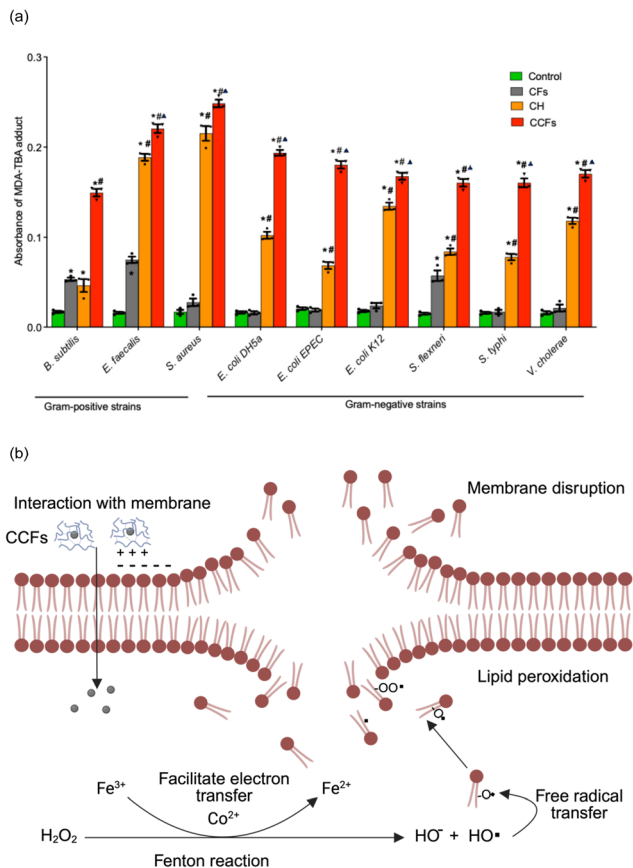 (a)
Absorbance of MDA-TBA adduct
0.3
0.2
0.1
0.0
Control
CFs
CH
CCFs
*
*
*#
*
*#
*#▲
*#
*#▲
*#
*#▲
*#
*#▲
*#
*#▲
*
*#
*#▲
*#
*#▲
*#
*#▲
B. subtilis
E. faecalis
S. aureus
E. coli DH5a
E. coli EPEC
E. coli K12
S. flexneri
S. typhi
V. cholerae
Gram-positive strains
Gram-negative strains
(b)
Interaction with membrane
Membrane disruption
CCFs
+ + +
- - - - -
Lipid peroxidation
-OO▪
O▪
-O▪
Fe³⁺
Facilitate electron
transfer
Fe²⁺
Co²⁺
Free radical
transfer
H₂O₂
HO⁻ + HO▪
Fenton reaction